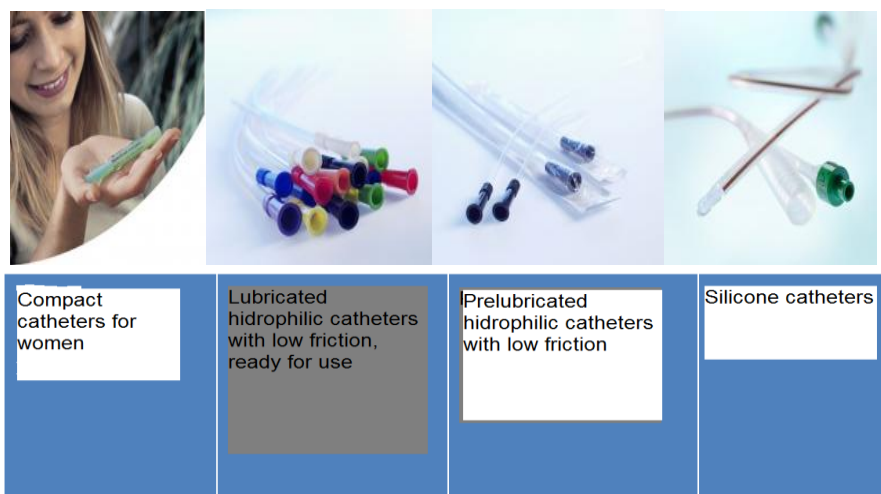 Compact
catheters for
women
Lubricated
hidrophilic catheters
with low friction,
ready for use
Prelubricated
hidrophilic catheters
with low friction
Silicone catheters